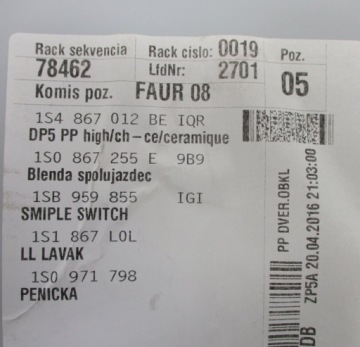 Rack sekvencia Rack cislo: 0019 Poz.
78462 LfdNr: 2701 05
Komis poz. FAUR 08
1S4 867 012 BE IQR
DP5 PP high/ch-ce/ceramique
1S0 867 255 E 9B9
Blenda spolujazdec
1SB 959 855 IGI
SMIPLE SWITCH
1S1 867 L0L
LL LAVAK
1S0 971 798
PENICKA
PP DVER.OBKL
ZP5A 20.04.2016 21:03:00
DB